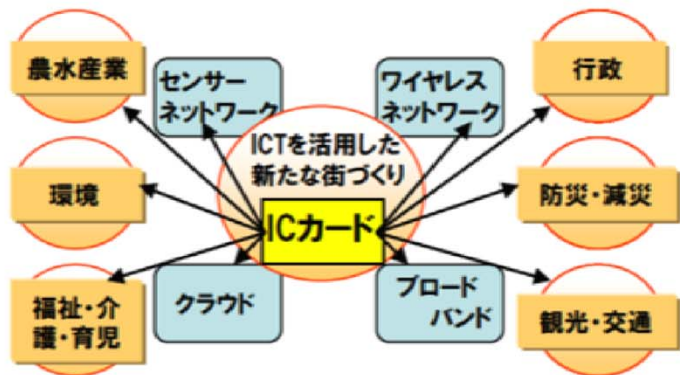 農水産業
センサー
ネットワーク
ワイヤレス
ネットワーク
行政
ICTを活用した
新たな街づくり
環境
ICカード
防災・減災
福祉・介
護・育児
クラウド
ブロード
バンド
観光・交通